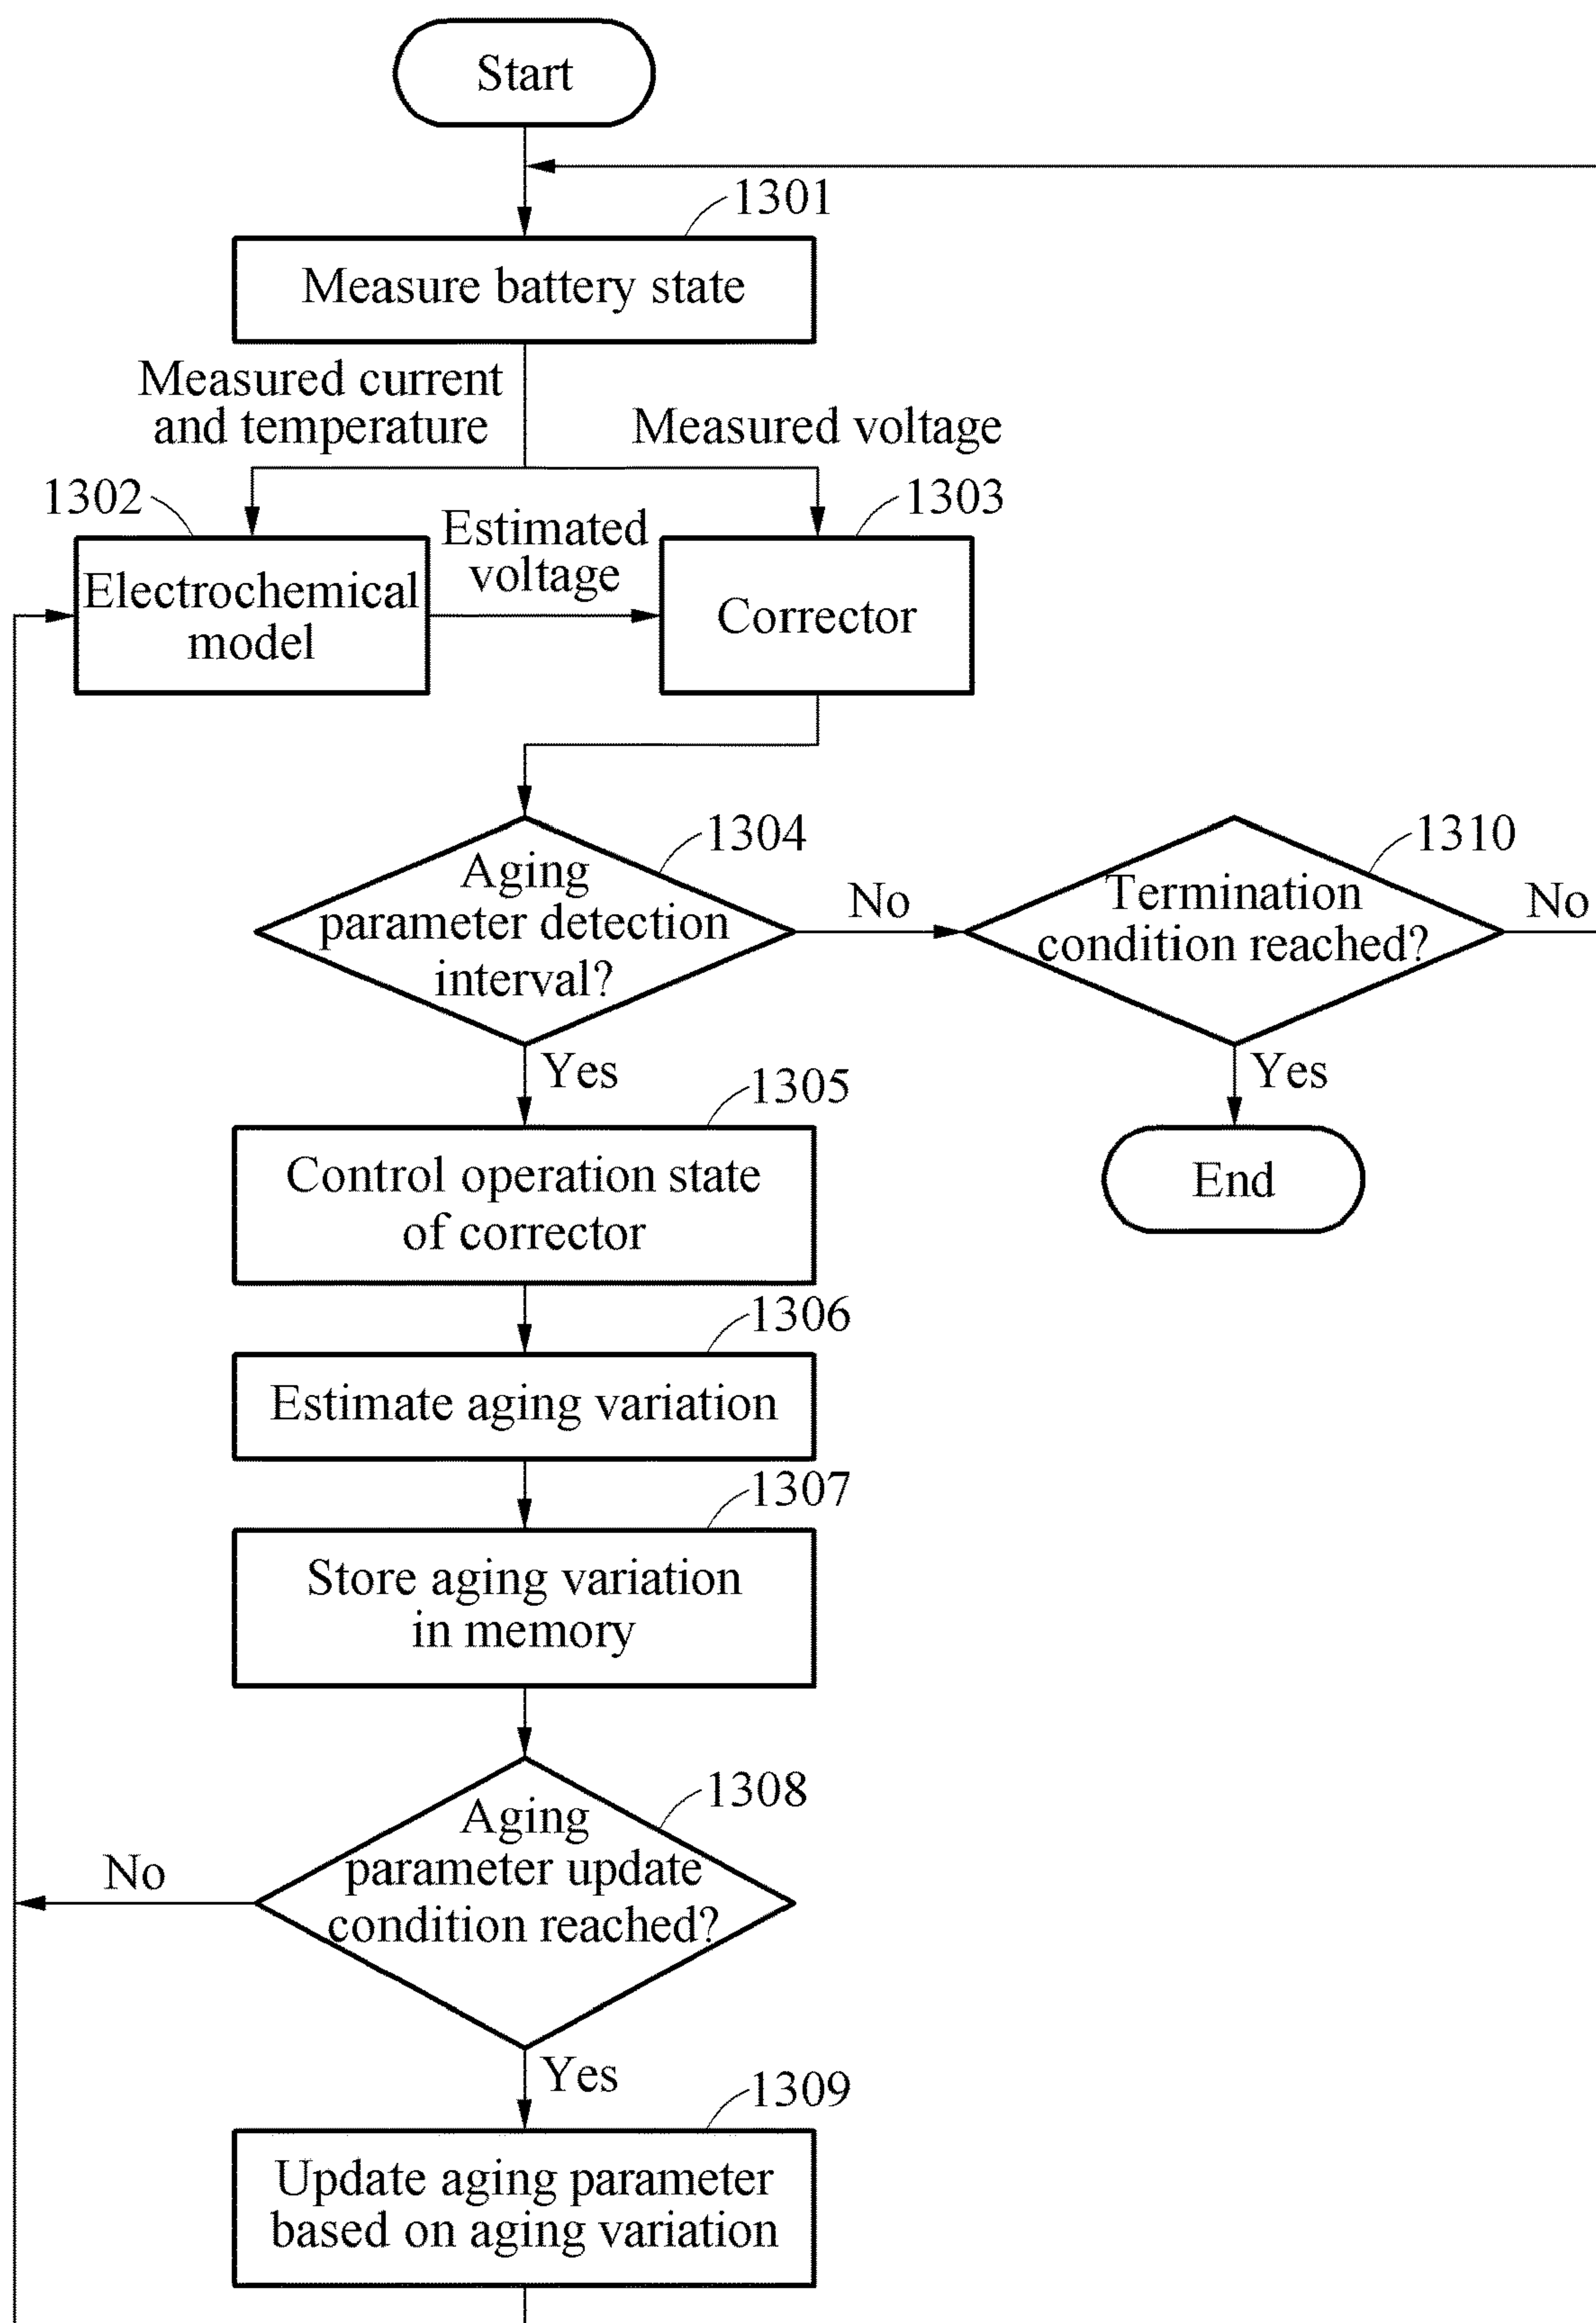 Start
1301
Measure battery state
Measured current
and temperature
Measured voltage
1302
1303
Estimated
voltage
Electrochemical
model
Corrector
1304
1310
Aging
parameter detection
interval?
No
Termination
condition reached?
No
Yes
Yes
1305
Control operation state
of corrector
End
1306
Estimate aging variation
1307
Store aging variation
in memory
1308
Aging
parameter update
condition reached?
No
Yes
1309
Update aging parameter
based on aging variation